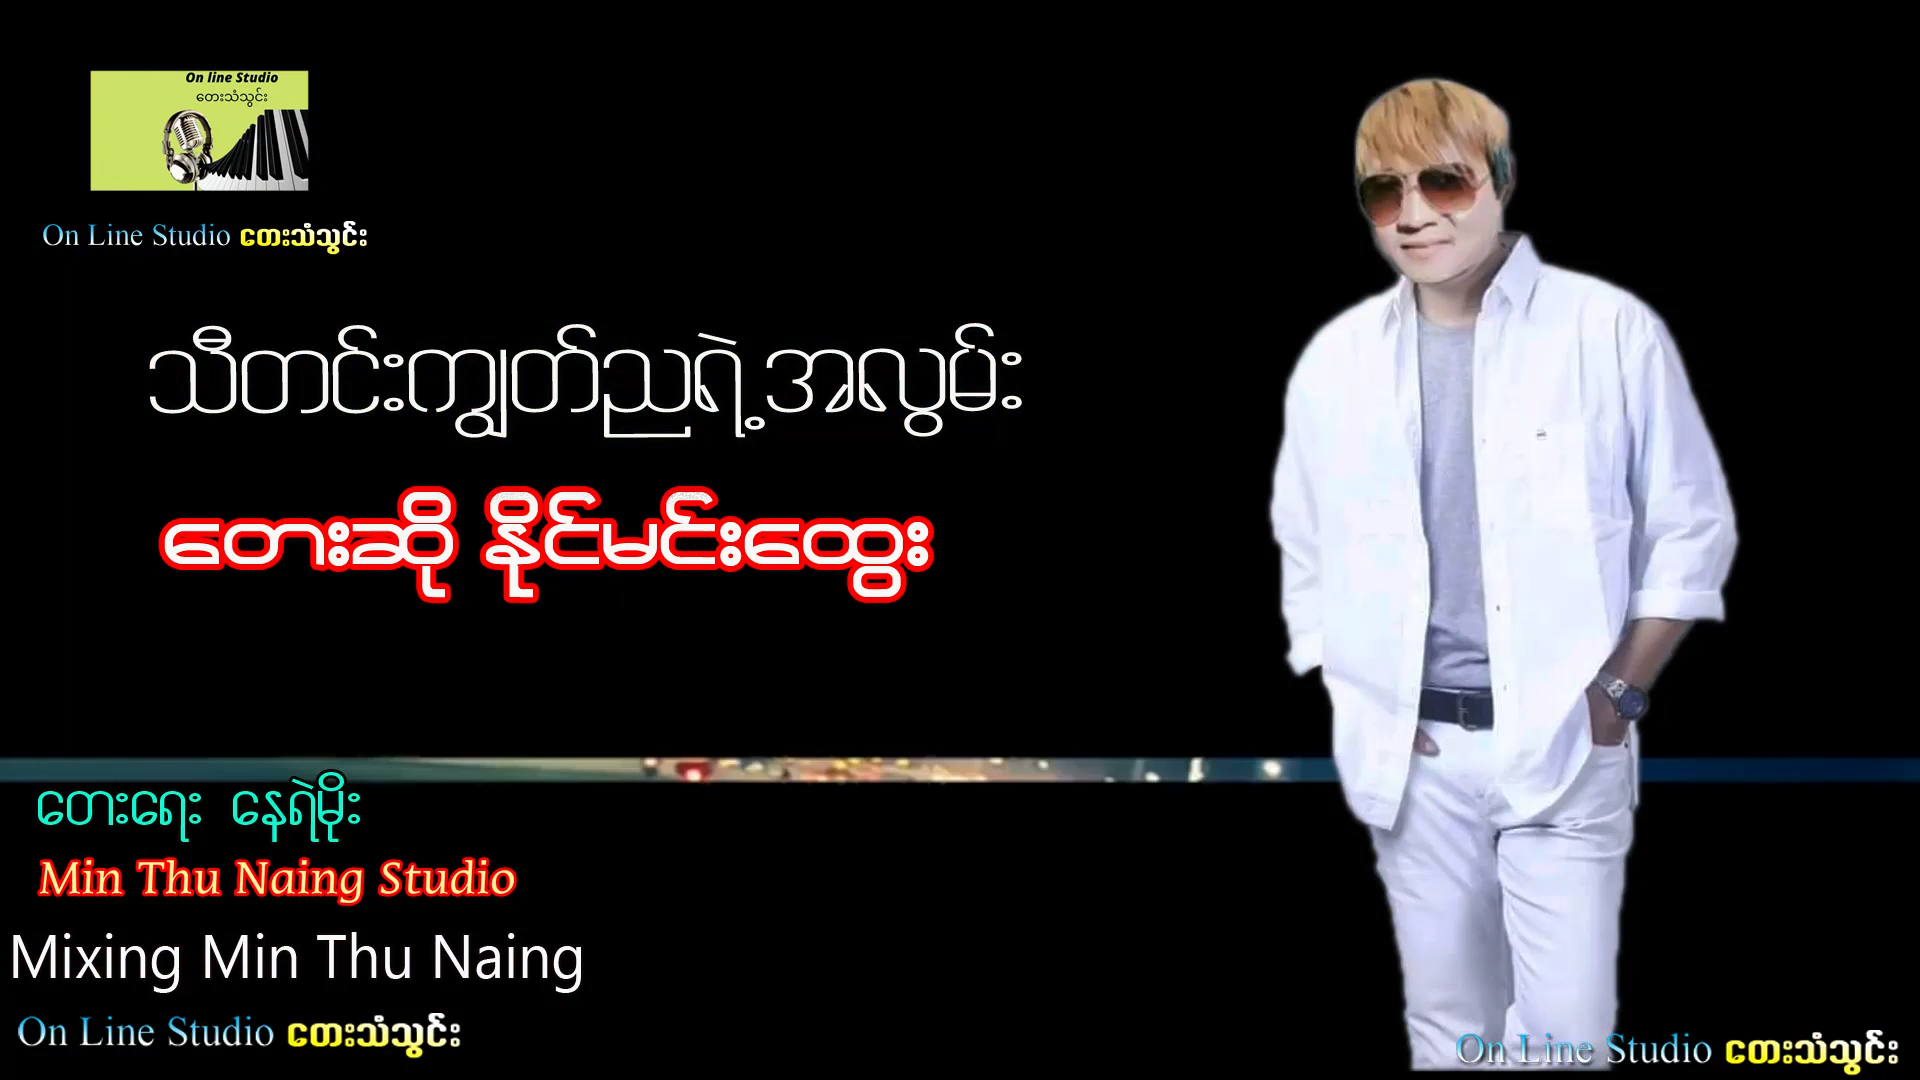 On line Studio
တေးသံသွင်း
On Line Studio တေးသံသွင်း
သီတင်းကျွတ်ညရဲ့အလွမ်း
တေးဆို နိုင်မင်းထွေး
တေးရေး နေရဲမိုး
Min Thu Naing Studio
Mixing Min Thu Naing
On Line Studio တေးသံသွင်း
On Line Studio တေးသံသွင်း